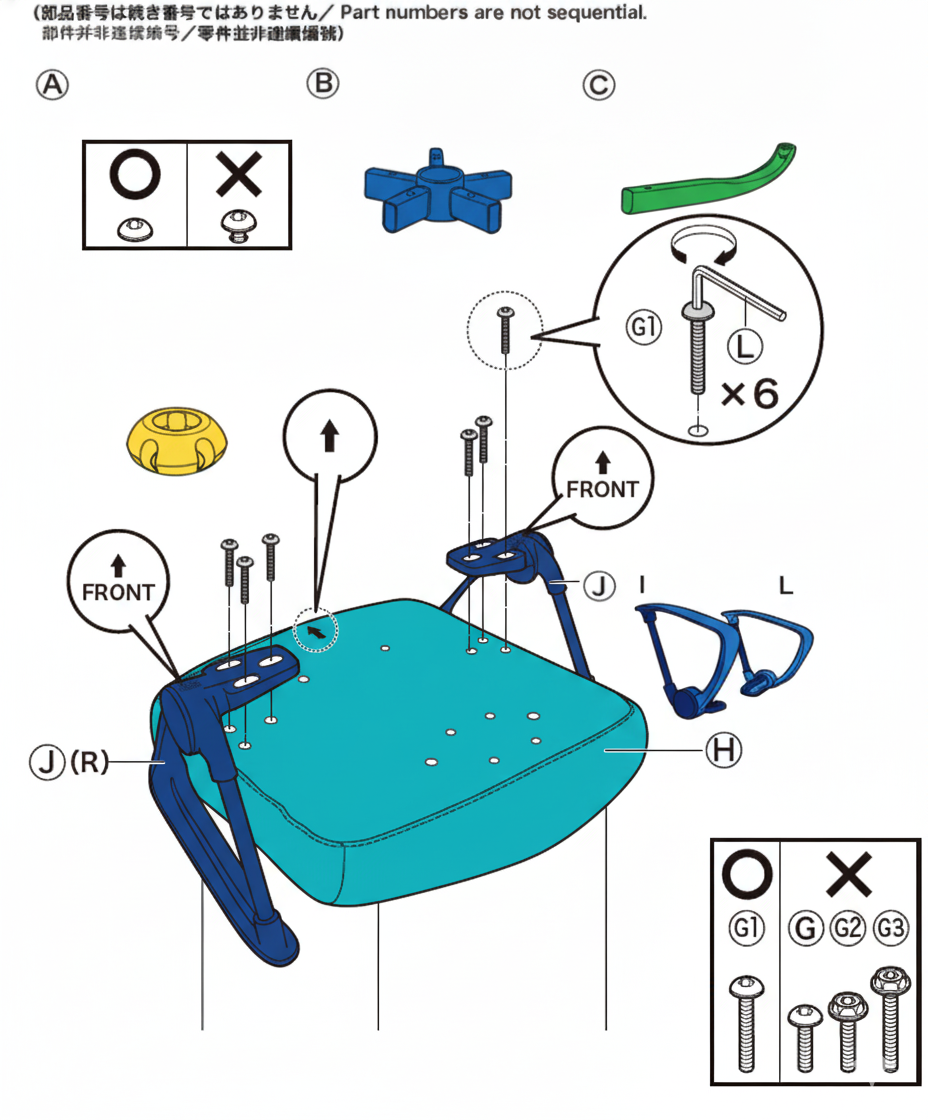 (部品番号は続き番号ではありません/ Part numbers are not sequential.
部件并非连续编号/零件並非連續編號)
A
B
C
G1
L
×6
FRONT
FRONT
J
I
L
J (R)
H
G1
G
G2
G3